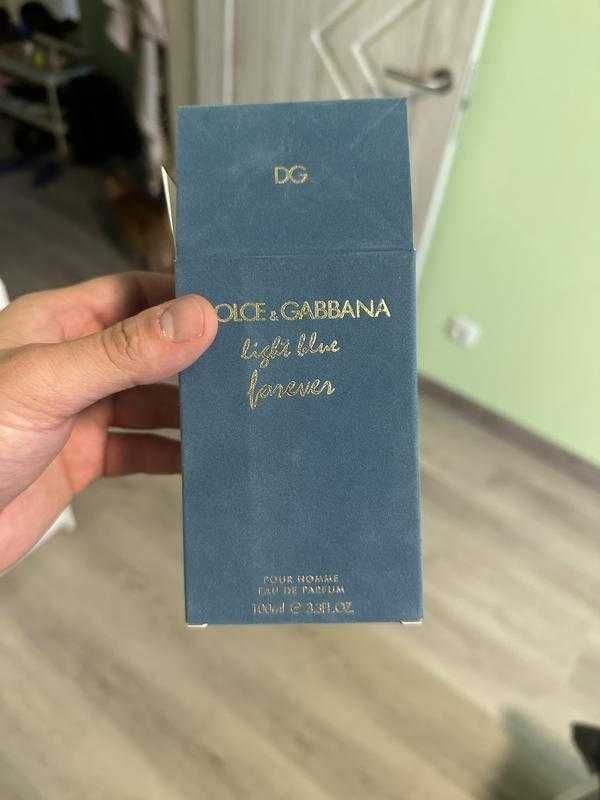 DG
OLCE & GABBANA
light blue
forever
POUR HOMME
EAU DE PARFUM
100ml ℮ 3.3FL.OZ.